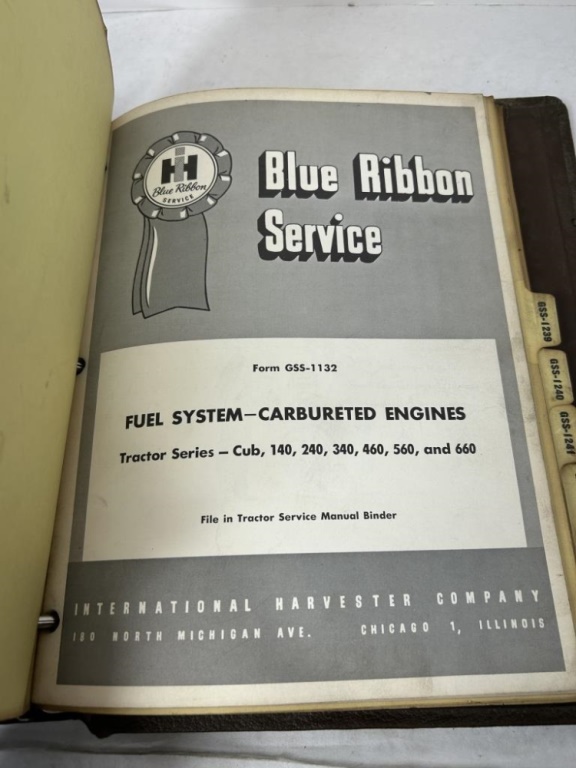 IH
Blue Ribbon
SERVICE
Blue Ribbon
Service
Form GSS-1132
FUEL SYSTEM—CARBURETED ENGINES
Tractor Series — Cub, 140, 240, 340, 460, 560, and 660
File in Tractor Service Manual Binder
INTERNATIONAL HARVESTER COMPANY
180 NORTH MICHIGAN AVE. CHICAGO 1, ILLINOIS
GSS-1239
GSS-1240
GSS-1241